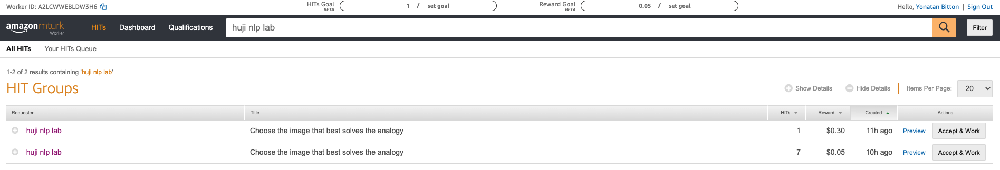 Worker ID: A2LCWWEBLDW3H6
HITs Goal BETA 1 / set goal
Reward Goal BETA 0.05 / set goal
Hello, Yonatan Bitton | Sign Out
amazon mturk Worker
HITs Dashboard Qualifications
huji nlp lab
Filter
All HITs Your HITs Queue
1-2 of 2 results containing 'huji nlp lab'
HIT Groups
Show Details Hide Details Items Per Page: 20
Requester Title HITs Reward Created Actions
huji nlp lab Choose the image that best solves the analogy 1 $0.30 11h ago Preview Accept & Work
huji nlp lab Choose the image that best solves the analogy 7 $0.05 10h ago Preview Accept & Work